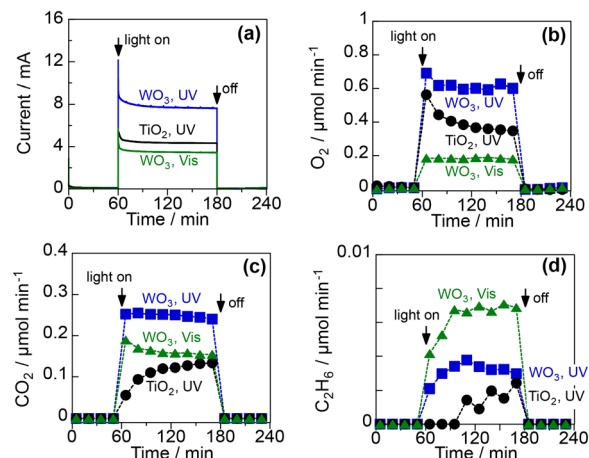 (a)
light on
off
WO3, UV
TiO2, UV
WO3, Vis
Current / mA
16
12
8
4
0
0 60 120 180 240
Time / min
(b)
light on
off
WO3, UV
TiO2, UV
WO3, Vis
O2 / μmol min−1
1
0.8
0.6
0.4
0.2
0
0 60 120 180 240
Time / min
(c)
light on
off
WO3, UV
WO3, Vis
TiO2, UV
CO2 / μmol min−1
0.4
0.3
0.2
0.1
0
0 60 120 180 240
Time / min
(d)
light on
off
WO3, Vis
WO3, UV
TiO2, UV
C2H6 / μmol min−1
0.01
0.005
0
0 60 120 180 240
Time / min